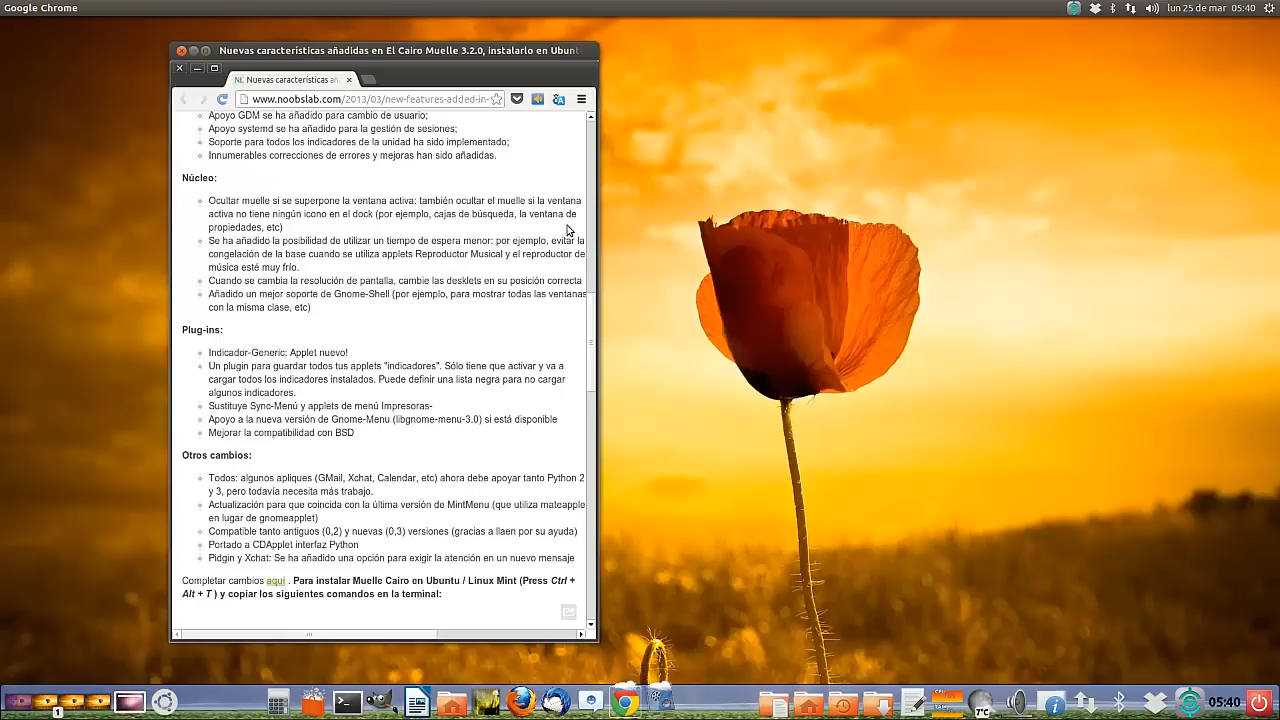 Google Chrome
lun 25 de mar 05:40
Nuevas características añadidas en El Cairo Muelle 3.2.0, instalarlo en Ubunt
Nuevas características añ
www.noobslab.com/2013/03/new-features-added-in-
Apoyo GDM se ha añadido para cambio de usuario;
Apoyo systemd se ha añadido para la gestión de sesiones;
Soporte para todos los indicadores de la unidad ha sido implementado;
Innumerables correcciones de errores y mejoras han sido añadidas.
Núcleo:
Ocultar muelle si se superpone la ventana activa: también ocultar el muelle si la ventana
activa no tiene ningún icono en el dock (por ejemplo, cajas de búsqueda, la ventana de
propiedades, etc)
Se ha añadido la posibilidad de utilizar un tiempo de espera menor: por ejemplo, evitar la
congelación de la base cuando se utiliza applets Reproductor Musical y el reproductor de
música esté muy frío.
Cuando se cambia la resolución de pantalla, cambie las desklets en su posición correcta
Añadido un mejor soporte de Gnome-Shell (por ejemplo, para mostrar todas las ventanas
con la misma clase, etc)
Plug-ins:
Indicador-Generic: Applet nuevo!
Un plugin para guardar todos tus applets "indicadores". Sólo tiene que activar y va a
cargar todos los indicadores instalados. Puede definir una lista negra para no cargar
algunos indicadores.
Sustituye Sync-Menú y applets de menú Impresoras-
Apoyo a la nueva versión de Gnome-Menu (libgnome-menu-3.0) si está disponible
Mejorar la compatibilidad con BSD
Otros cambios:
Todos: algunos apliques (GMail, Xchat, Calendar, etc) ahora debe apoyar tanto Python 2
y 3, pero todavía necesita más trabajo.
Actualización para que coincida con la última versión de MintMenu (que utiliza mateapple
en lugar de gnomeapplet)
Compatible tanto antiguos (0,2) y nuevas (0,3) versiones (gracias a llaen por su ayuda)
Portado a CDApplet interfaz Python
Pidgin y Xchat: Se ha añadido una opción para exigir la atención en un nuevo mensaje
Completar cambios aquí . Para instalar Muelle Cairo en Ubuntu / Linux Mint (Press Ctrl +
Alt + T ) y copiar los siguientes comandos en la terminal:
1
7°C
05:40